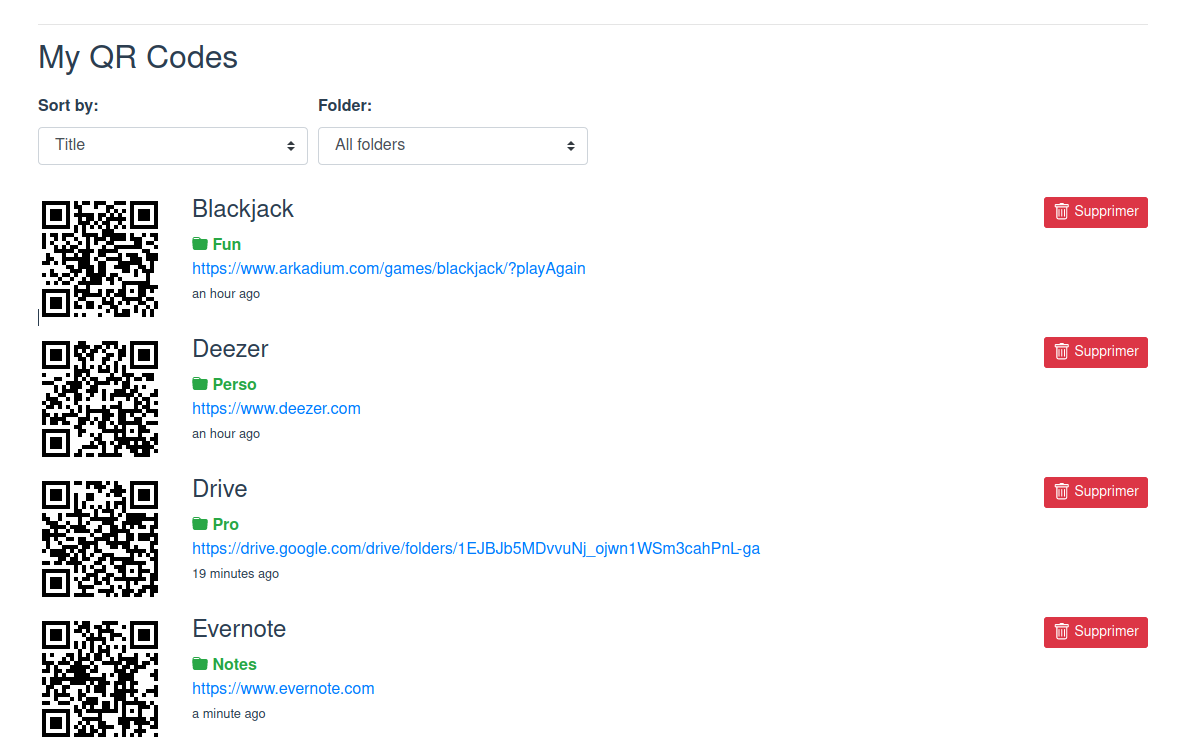 My QR Codes
Sort by:
Folder:
Title
All folders
Blackjack
Supprimer
Fun
https://www.arkadium.com/games/blackjack/?playAgain
an hour ago
Deezer
Supprimer
Perso
https://www.deezer.com
an hour ago
Drive
Supprimer
Pro
https://drive.google.com/drive/folders/1EJBJb5MDvvuNj_ojwn1WSm3cahPnL-ga
19 minutes ago
Evernote
Supprimer
Notes
https://www.evernote.com
a minute ago